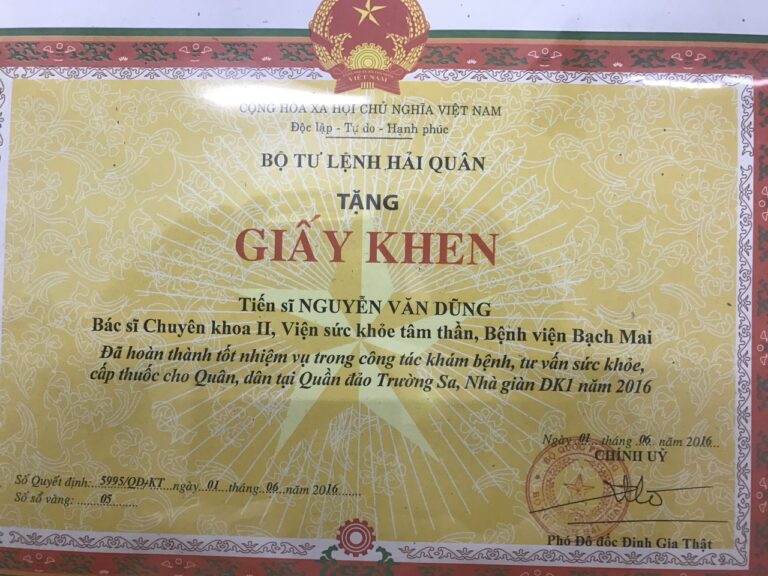 VIỆT NAM
CỘNG HÒA XÃ HỘI CHỦ NGHĨA VIỆT NAM
Độc lập - Tự do - Hạnh phúc
BỘ TƯ LỆNH HẢI QUÂN
TẶNG
GIẤY KHEN
Tiến sĩ NGUYỄN VĂN DŨNG
Bác sĩ Chuyên khoa II, Viện sức khỏe tâm thần, Bệnh viện Bạch Mai
Đã hoàn thành tốt nhiệm vụ trong công tác khám bệnh, tư vấn sức khỏe,
cấp thuốc cho Quân, dân tại Quần đảo Trường Sa, Nhà giàn DK1 năm 2016
Ngày 01 tháng 06 năm 2016
CHÍNH UỶ
BỘ QUỐC
Số Quyết định: 5995/QĐ-KT ngày 01 tháng 06 năm 2016
Số sổ vàng: 05
Phó Đô đốc Đinh Gia Thật